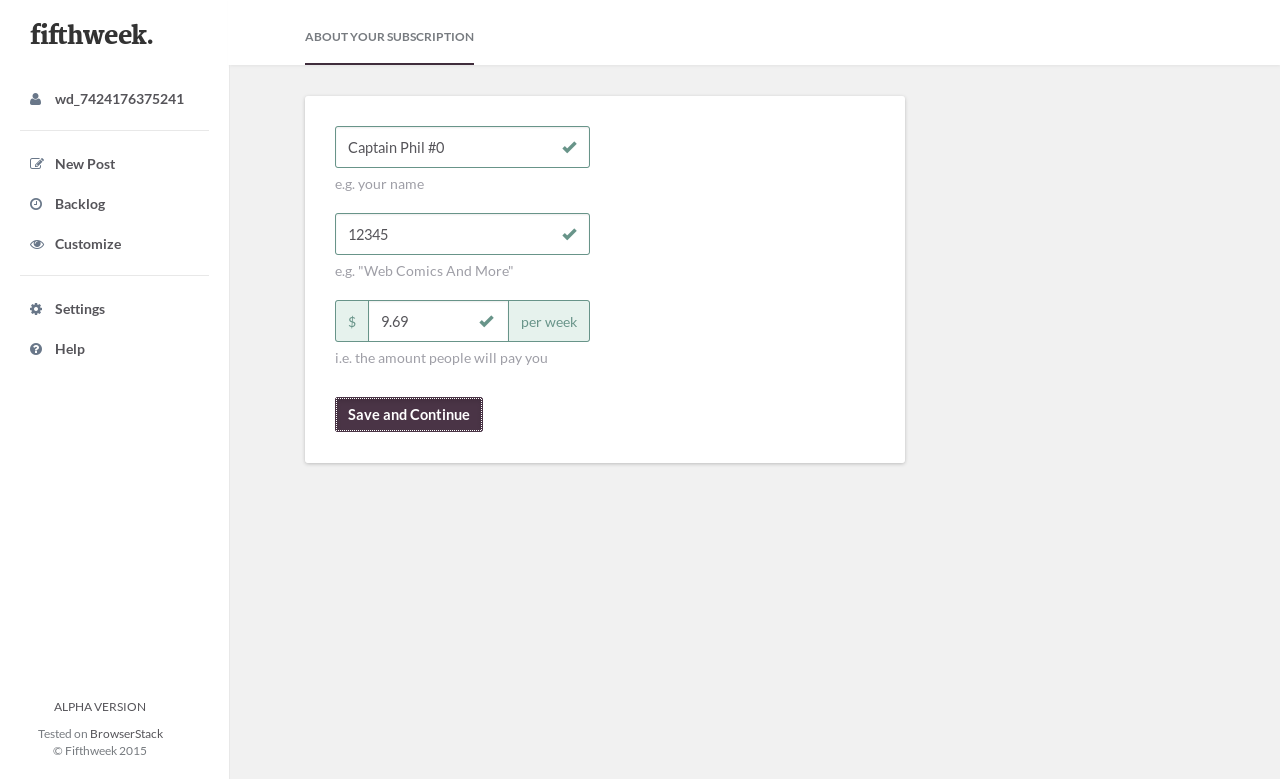 fifthweek.
ABOUT YOUR SUBSCRIPTION
wd_7424176375241
New Post
Backlog
Customize
Settings
Help
Captain Phil #0
e.g. your name
12345
e.g. "Web Comics And More"
$ 9.69 per week
i.e. the amount people will pay you
Save and Continue
ALPHA VERSION
Tested on BrowserStack
© Fifthweek 2015